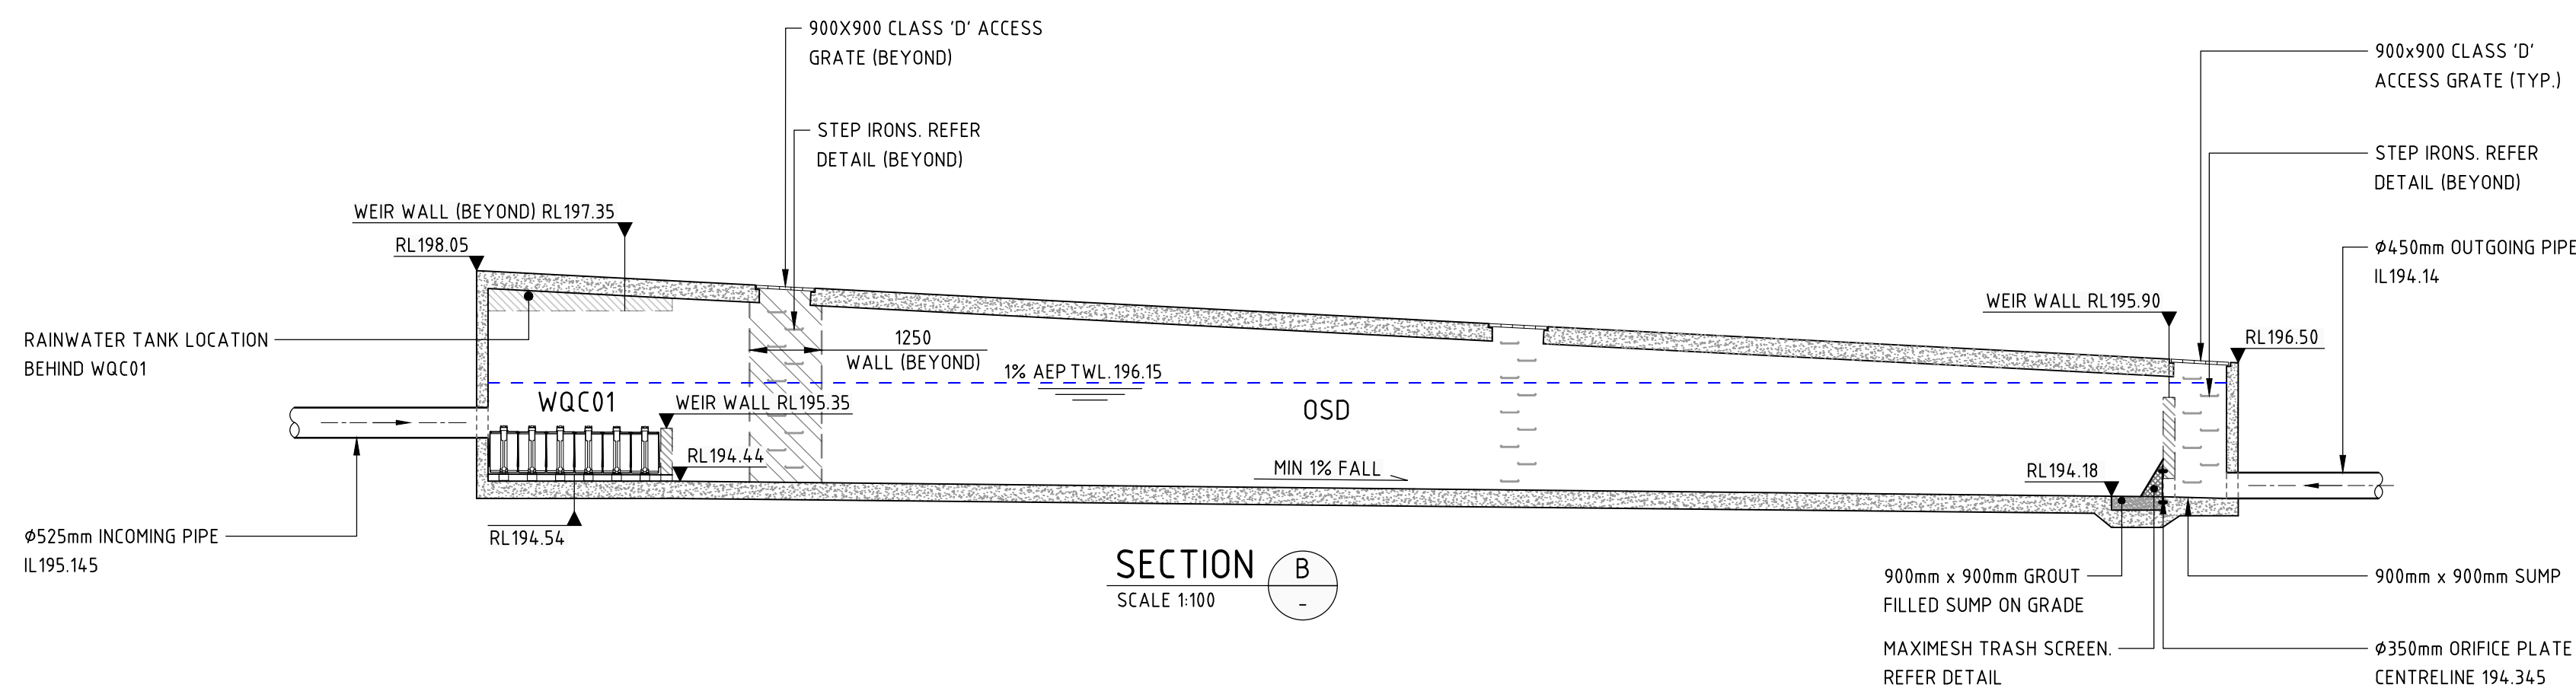 900X900 CLASS 'D' ACCESS
GRATE (BEYOND)
STEP IRONS. REFER
DETAIL (BEYOND)
900x900 CLASS 'D'
ACCESS GRATE (TYP.)
STEP IRONS. REFER
DETAIL (BEYOND)
WEIR WALL (BEYOND) RL197.35
RL198.05
Ø450mm OUTGOING PIPE
IL194.14
WEIR WALL RL195.90
RL196.50
RAINWATER TANK LOCATION
BEHIND WQC01
1250
WALL (BEYOND)
1% AEP TWL.196.15
WQC01
WEIR WALL RL195.35
OSD
RL194.44
MIN 1% FALL
RL194.18
Ø525mm INCOMING PIPE
IL195.145
RL194.54
SECTION
SCALE 1:100
B
-
900mm x 900mm GROUT
FILLED SUMP ON GRADE
900mm x 900mm SUMP
MAXIMESH TRASH SCREEN.
REFER DETAIL
Ø350mm ORIFICE PLATE
CENTRELINE 194.345